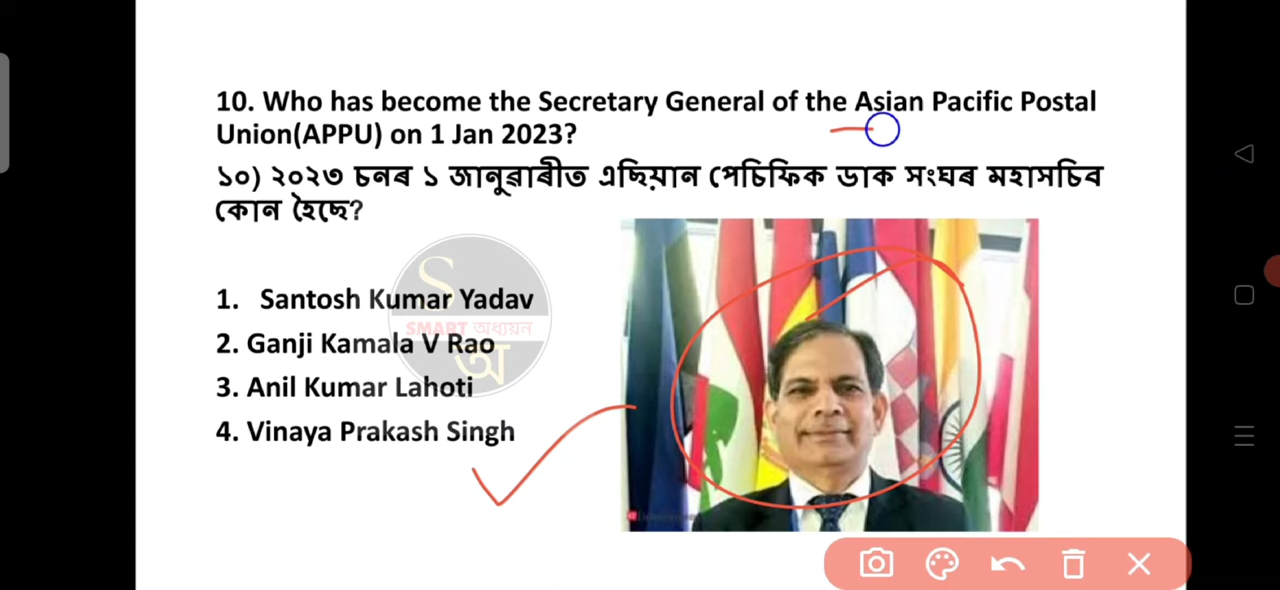 10. Who has become the Secretary General of the Asian Pacific Postal
Union(APPU) on 1 Jan 2023?
১০) ২০২৩ চনৰ ১ জানুৱাৰীত এছিয়ান পেচিফিক ডাক সংঘৰ মহাসচিব
কোন হৈছে?
1. Santosh Kumar Yadav
2. Ganji Kamala V Rao
3. Anil Kumar Lahoti
4. Vinaya Prakash Singh
S
SMART অধ্যয়ন
অ